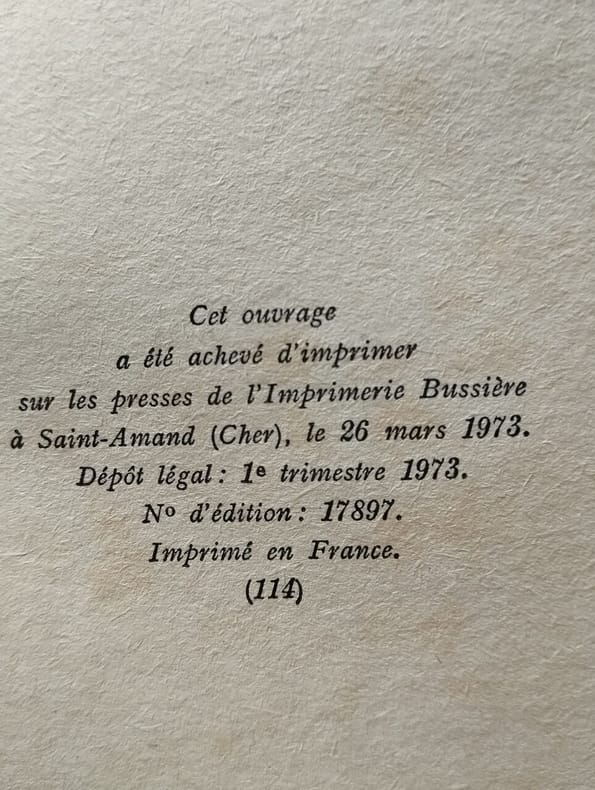 Cet ouvrage
a été achevé d'imprimer
sur les presses de l'Imprimerie Bussière
à Saint-Amand (Cher), le 26 mars 1973.
Dépôt légal : 1e trimestre 1973.
No d'édition : 17897.
Imprimé en France.
(114)